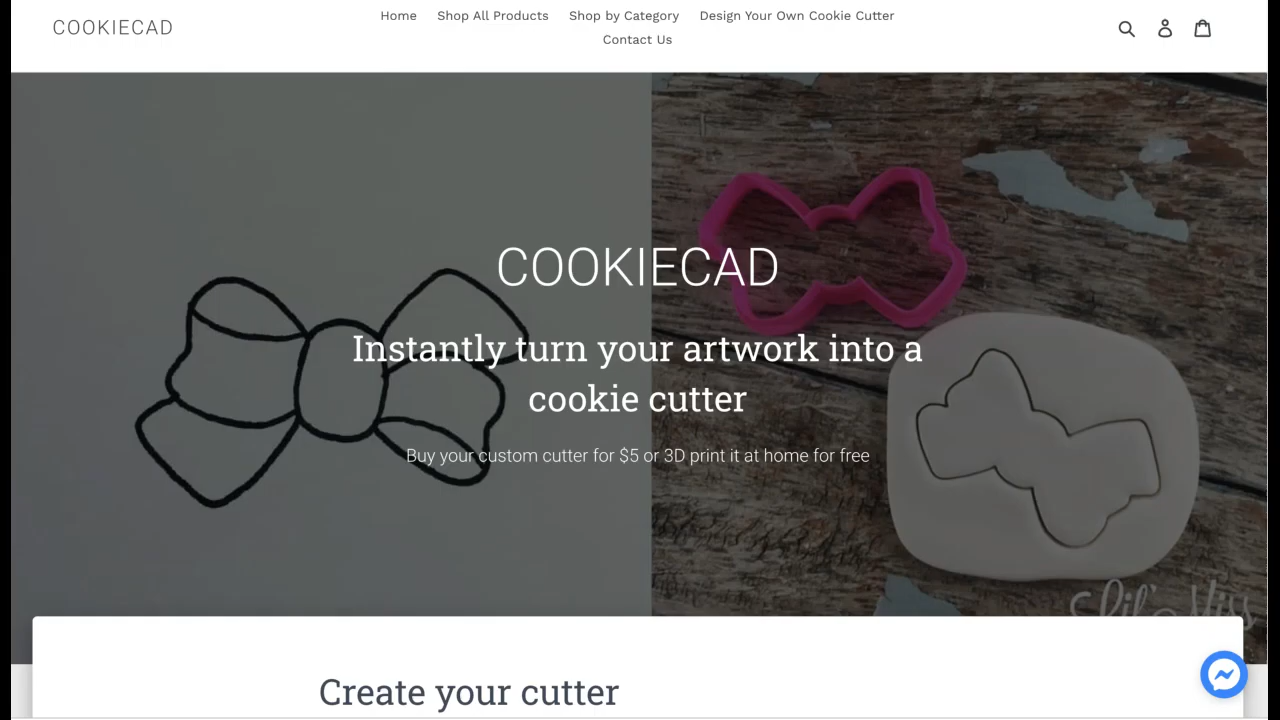 COOKIECAD
Home Shop All Products Shop by Category Design Your Own Cookie Cutter
Contact Us
COOKIECAD
Instantly turn your artwork into a
cookie cutter
Buy your custom cutter for $5 or 3D print it at home for free
Create your cutter